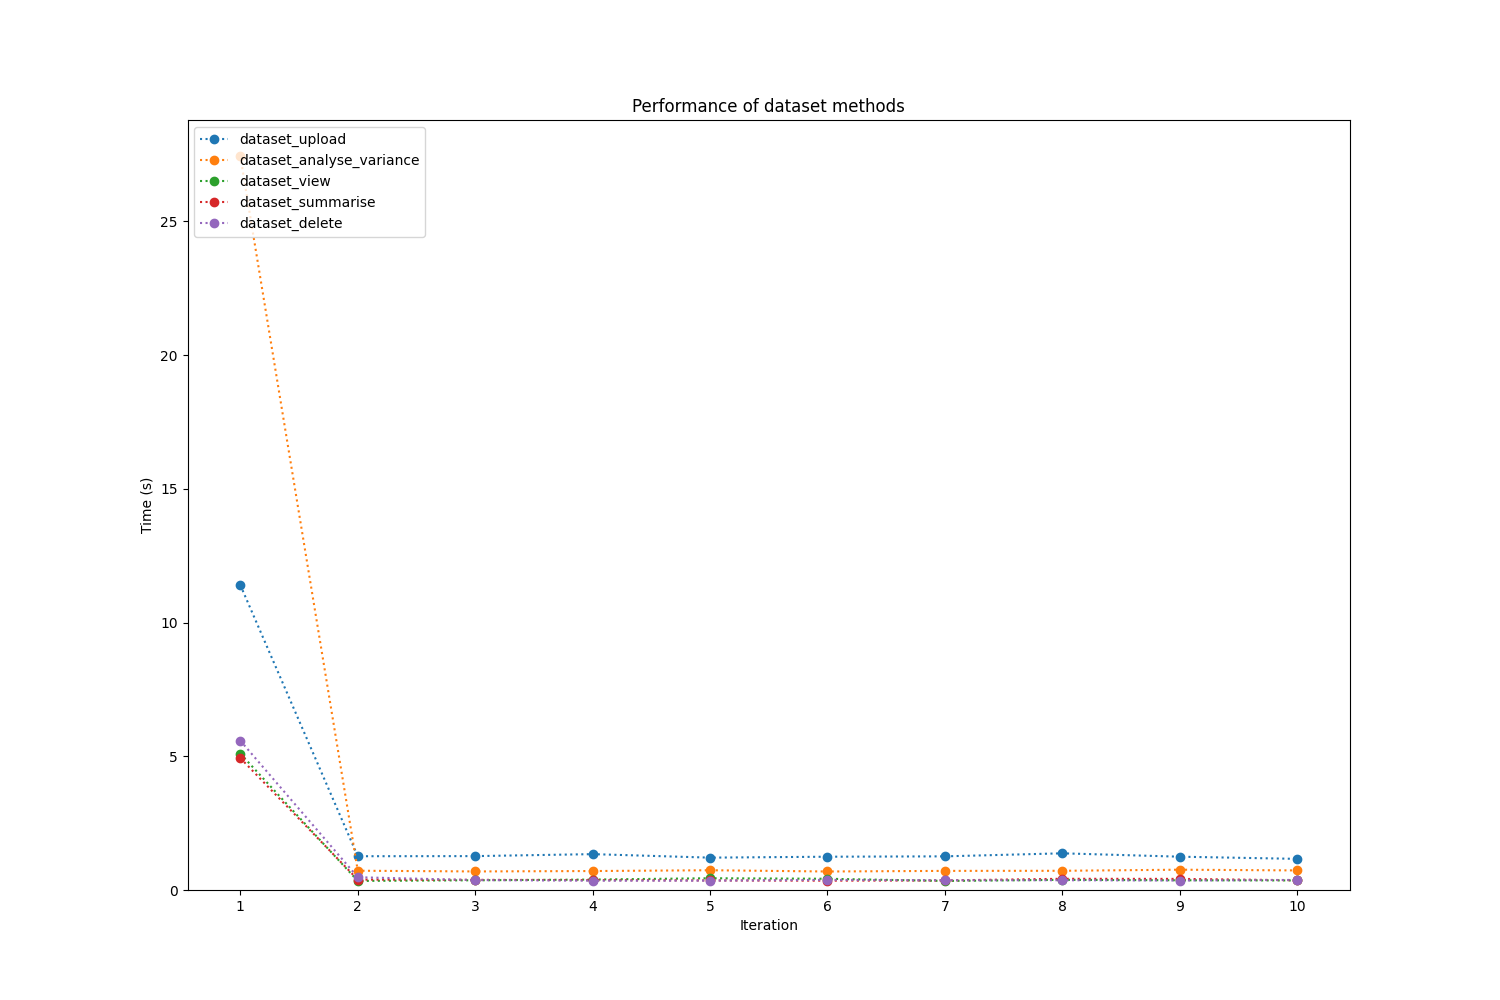 Performance of dataset methods
dataset_upload
dataset_analyse_variance
dataset_view
dataset_summarise
dataset_delete
25
20
15
10
5
0
Time (s)
1 2 3 4 5 6 7 8 9 10
Iteration